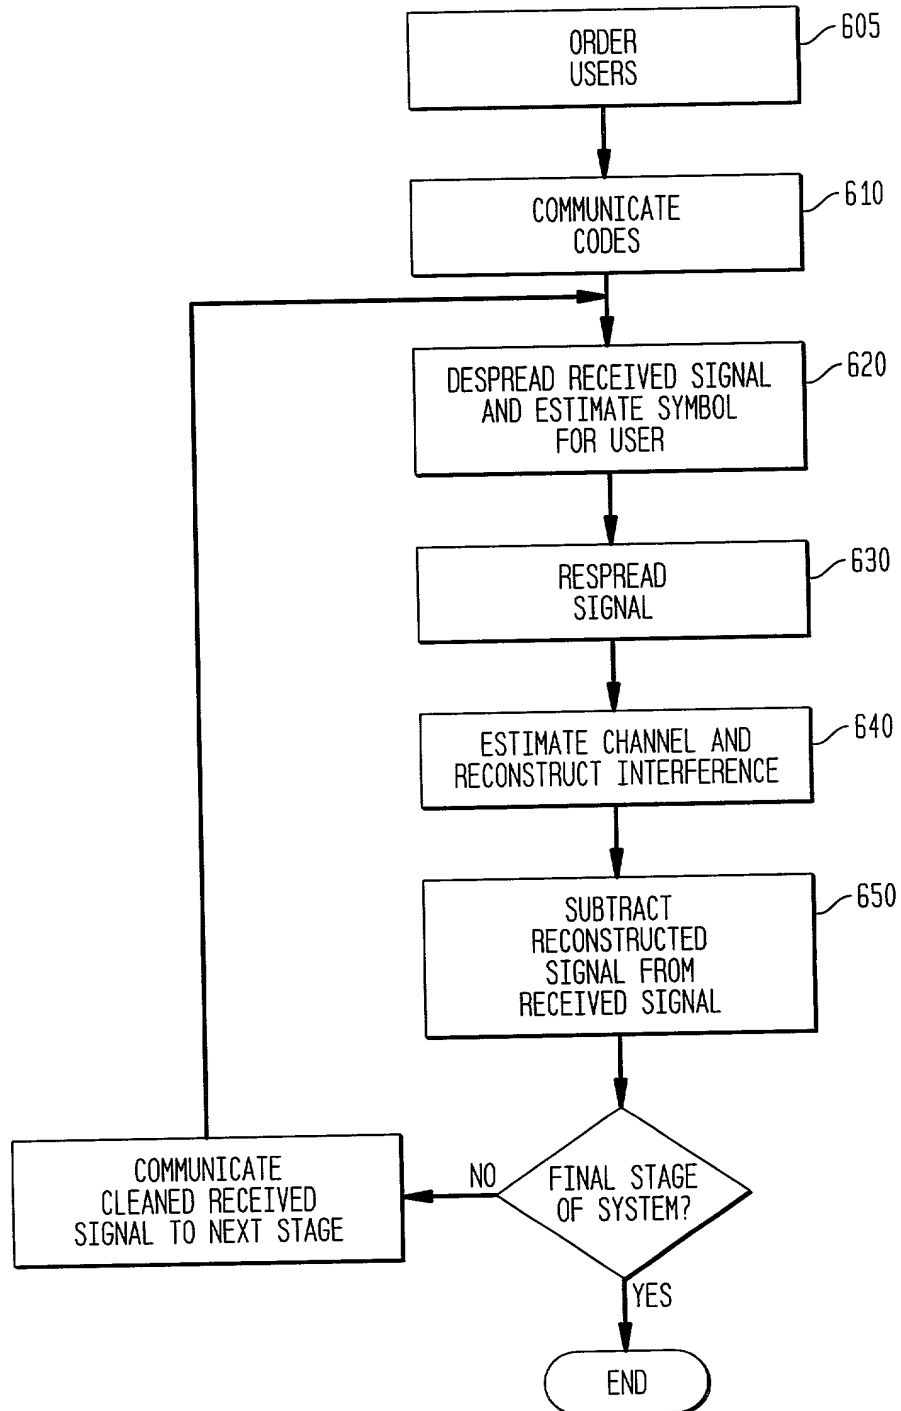 ORDER
USERS
605
COMMUNICATE
CODES
610
DESPREAD RECEIVED SIGNAL
AND ESTIMATE SYMBOL
FOR USER
620
RESPREAD
SIGNAL
630
ESTIMATE CHANNEL AND
RECONSTRUCT INTERFERENCE
640
SUBTRACT
RECONSTRUCTED
SIGNAL FROM
RECEIVED SIGNAL
650
FINAL STAGE
OF SYSTEM?
NO
COMMUNICATE
CLEANED RECEIVED
SIGNAL TO NEXT STAGE
YES
END